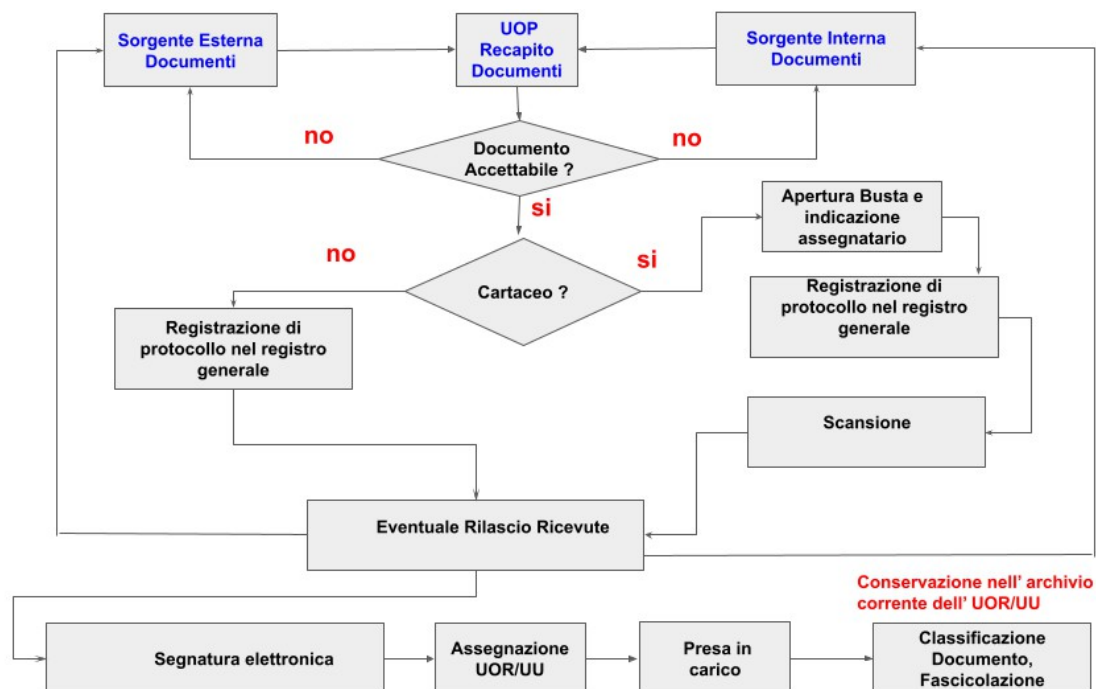 Sorgente Esterna
Documenti
UOP
Recapito
Documenti
Sorgente Interna
Documenti
no
Documento
Accettabile ?
no
si
Apertura Busta e
indicazione
assegnatario
no
si
Cartaceo ?
Registrazione di
protocollo nel registro
generale
Registrazione di
protocollo nel registro
generale
Scansione
Eventuale Rilascio Ricevute
Conservazione nell' archivio
corrente dell' UOR/UU
Segnatura elettronica
Assegnazione
UOR/UU
Presa in
carico
Classificazione
Documento,
Fascicolazione